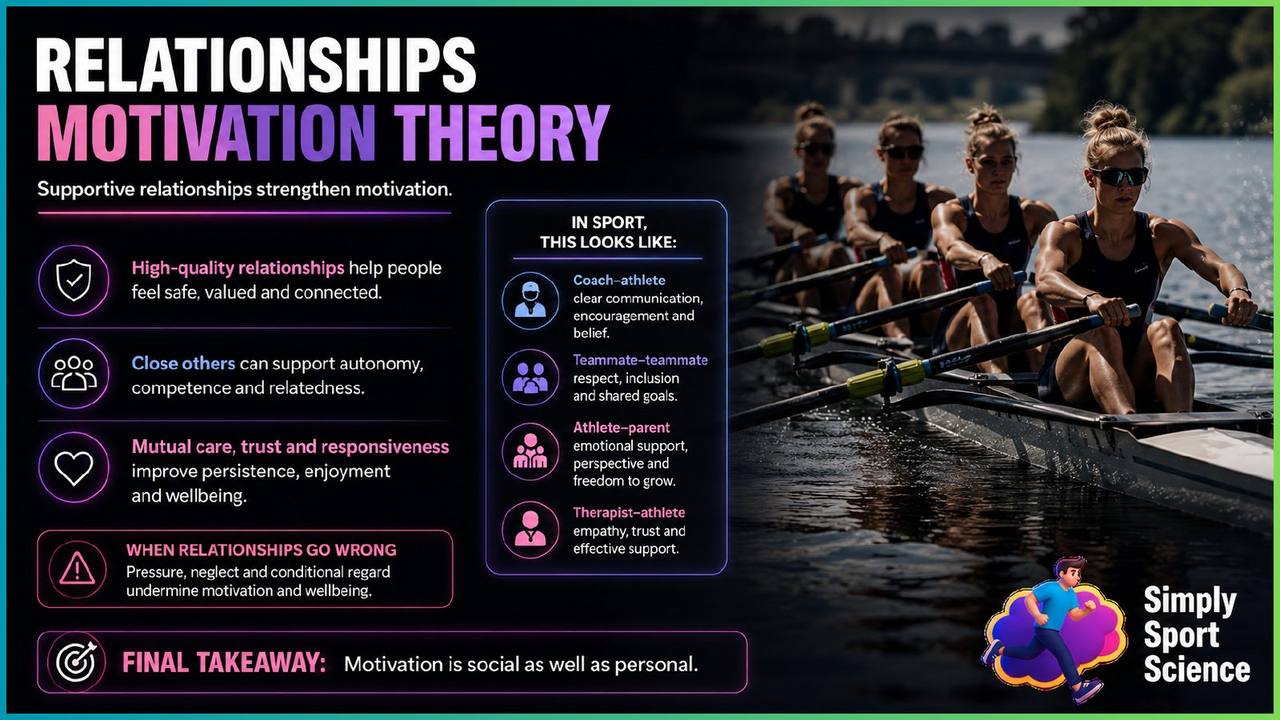 RELATIONSHIPS
MOTIVATION THEORY
Supportive relationships strengthen motivation.
High-quality relationships help people
feel safe, valued and connected.
Close others can support autonomy,
competence and relatedness.
Mutual care, trust and responsiveness
improve persistence, enjoyment
and wellbeing.
WHEN RELATIONSHIPS GO WRONG
Pressure, neglect and conditional regard
undermine motivation and wellbeing.
IN SPORT,
THIS LOOKS LIKE:
Coach–athlete
clear communication,
encouragement and
belief.
Teammate–teammate
respect, inclusion
and shared goals.
Athlete–parent
emotional support,
perspective and
freedom to grow.
Therapist–athlete
empathy, trust and
effective support.
FINAL TAKEAWAY: Motivation is social as well as personal.
Simply
Sport
Science